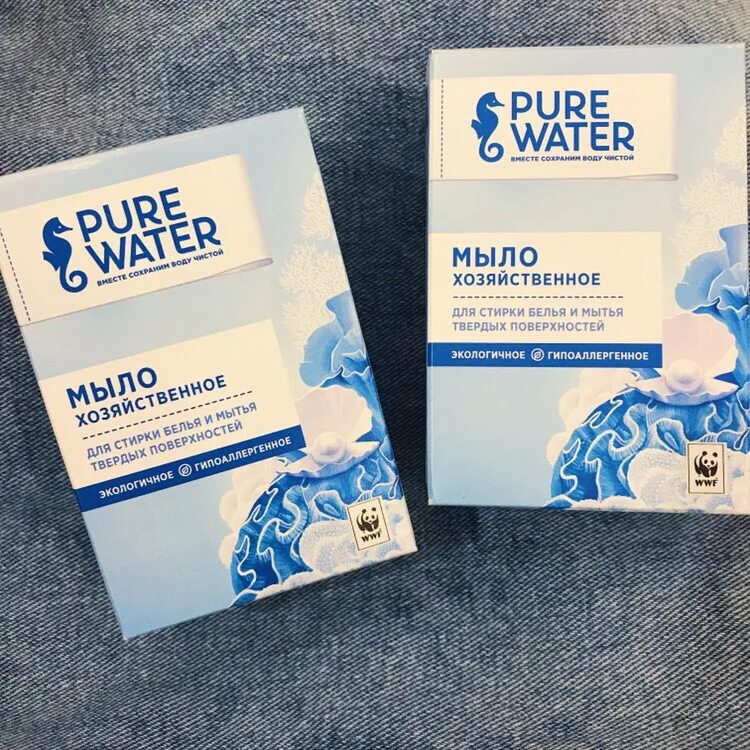 PURE
WATER
ВМЕСТЕ СОХРАНИМ ВОДУ ЧИСТОЙ
МЫЛО
ХОЗЯЙСТВЕННОЕ
ДЛЯ СТИРКИ БЕЛЬЯ И МЫТЬЯ
ТВЕРДЫХ ПОВЕРХНОСТЕЙ
ЭКОЛОГИЧНОЕ ГИПОАЛЛЕРГЕННОЕ
WWF
PURE
WATER
ВМЕСТЕ СОХРАНИМ ВОДУ ЧИСТОЙ
МЫЛО
ХОЗЯЙСТВЕННОЕ
ДЛЯ СТИРКИ БЕЛЬЯ И МЫТЬЯ
ТВЕРДЫХ ПОВЕРХНОСТЕЙ
ЭКОЛОГИЧНОЕ ГИПОАЛЛЕРГЕННОЕ
WWF